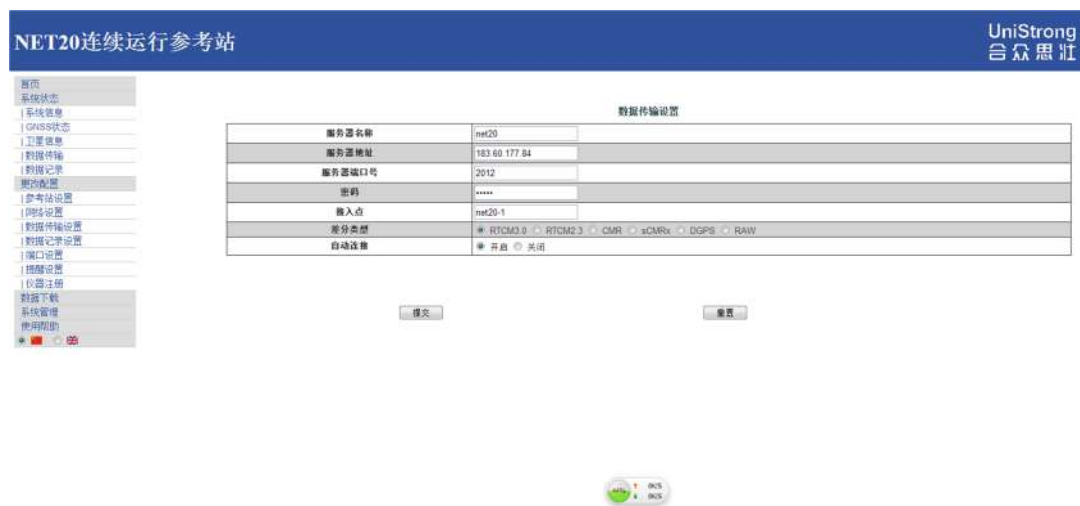 NET20连续运行参考站
UniStrong
合众思壮
首页
系统状态
|系统信息
|GNSS状态
|卫星信息
|数据传输
|数据记录
更改配置
|参考站设置
|网络设置
|数据传输设置
|数据记录设置
|端口设置
|提醒设置
|仪器注册
数据下载
系统管理
使用帮助
数据传输设置
服务器名称 net20
服务器地址 183.60.177.84
服务器端口号 2012
密码 •••••
接入点 net20-1
差分类型 RTCM3.0 RTCM2.3 CMR sCMRx DGPS RAW
自动连接 开启 关闭
提交 重置
0K/S
0K/S